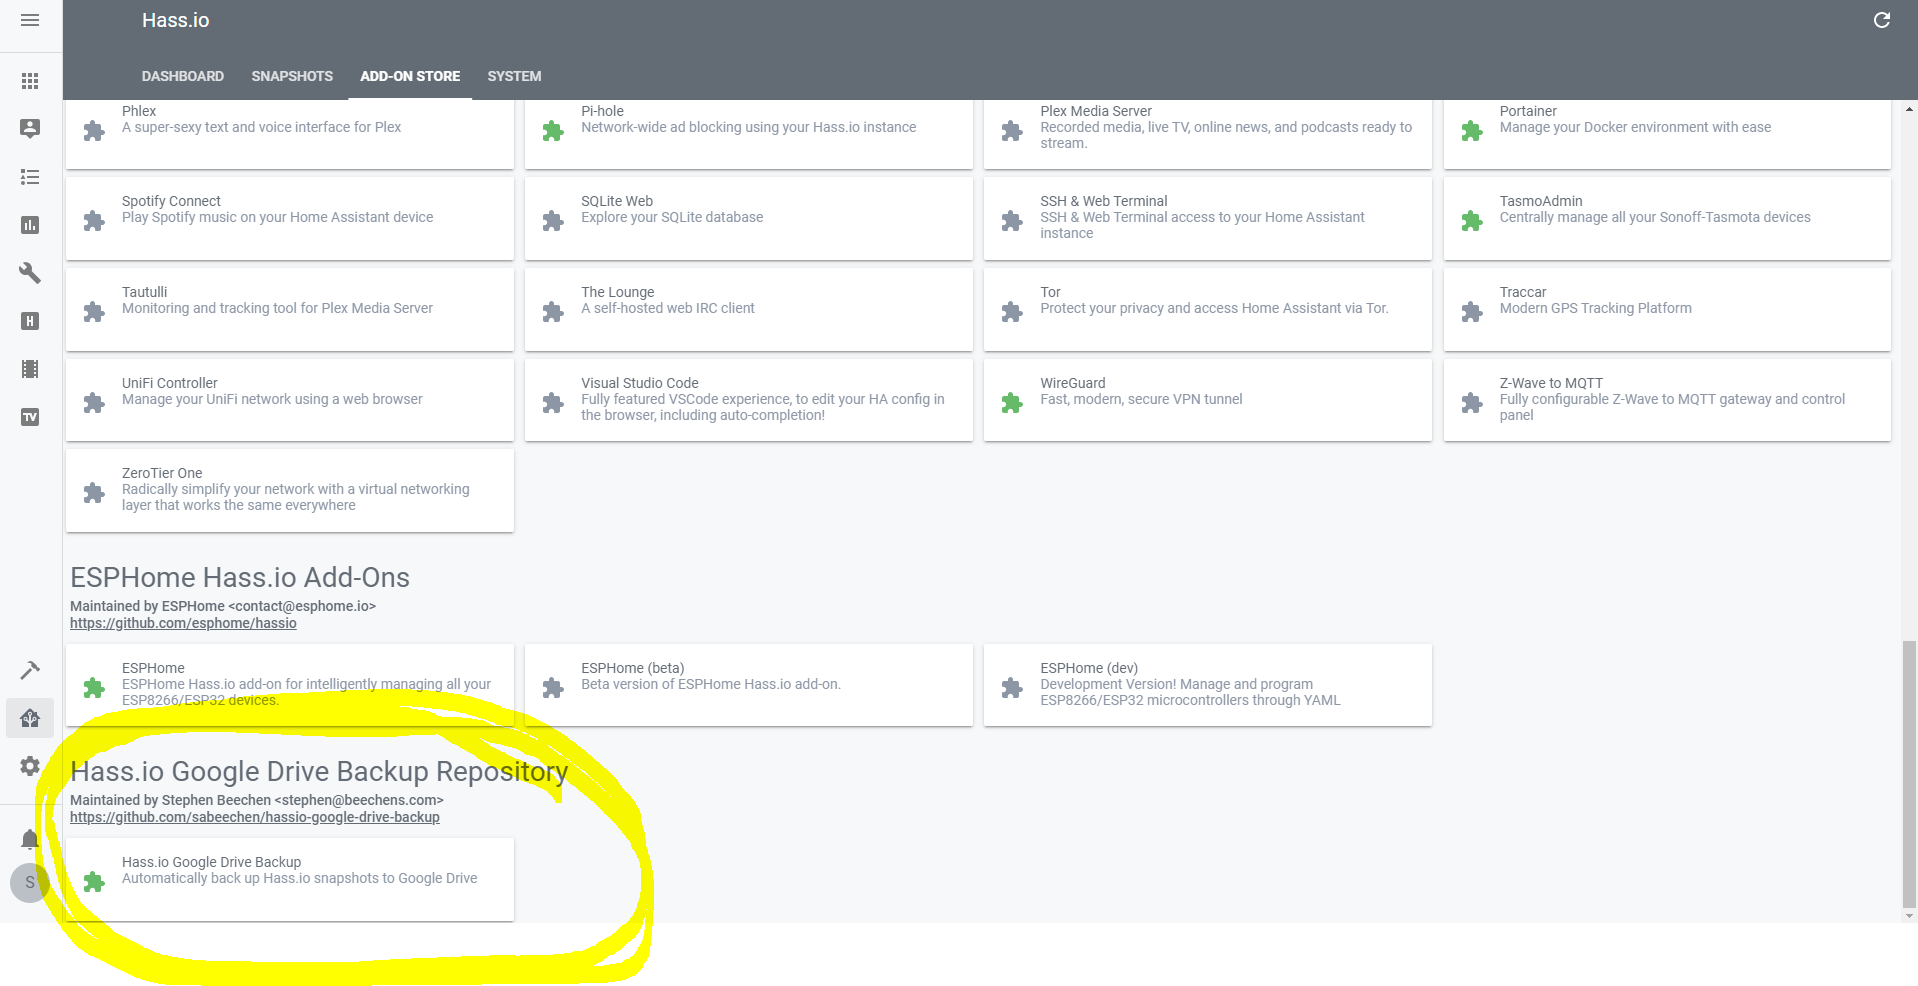 Hass.io
DASHBOARD SNAPSHOTS ADD-ON STORE SYSTEM
Phlex
A super-sexy text and voice interface for Plex
Pi-hole
Network-wide ad blocking using your Hass.io instance
Plex Media Server
Recorded media, live TV, online news, and podcasts ready to
stream.
Portainer
Manage your Docker environment with ease
Spotify Connect
Play Spotify music on your Home Assistant device
SQLite Web
Explore your SQLite database
SSH & Web Terminal
SSH & Web Terminal access to your Home Assistant
instance
TasmoAdmin
Centrally manage all your Sonoff-Tasmota devices
Tautulli
Monitoring and tracking tool for Plex Media Server
The Lounge
A self-hosted web IRC client
Tor
Protect your privacy and access Home Assistant via Tor.
Traccar
Modern GPS Tracking Platform
UniFi Controller
Manage your UniFi network using a web browser
Visual Studio Code
Fully featured VSCode experience, to edit your HA config in
the browser, including auto-completion!
WireGuard
Fast, modern, secure VPN tunnel
Z-Wave to MQTT
Fully configurable Z-Wave to MQTT gateway and control
panel
ZeroTier One
Radically simplify your network with a virtual networking
layer that works the same everywhere
ESPHome Hass.io Add-Ons
Maintained by ESPHome <contact@esphome.io>
https://github.com/esphome/hassio
ESPHome
ESPHome Hass.io add-on for intelligently managing all your
ESP8266/ESP32 devices.
ESPHome (beta)
Beta version of ESPHome Hass.io add-on.
ESPHome (dev)
Development Version! Manage and program
ESP8266/ESP32 microcontrollers through YAML
Hass.io Google Drive Backup Repository
Maintained by Stephen Beechen <stephen@beechens.com>
https://github.com/sabeechen/hassio-google-drive-backup
Hass.io Google Drive Backup
Automatically back up Hass.io snapshots to Google Drive
H
TV
S